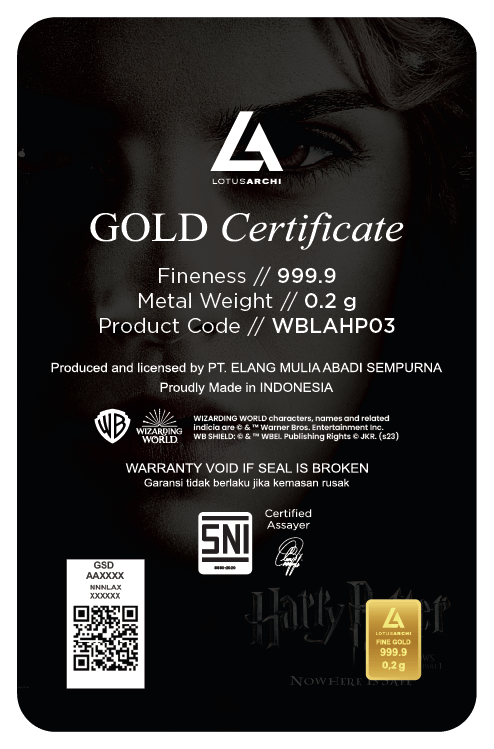 LOTUSARCHI
GOLD Certificate
Fineness // 999.9
Metal Weight // 0.2 g
Product Code // WBLAHP03
Produced and licensed by PT. ELANG MULIA ABADI SEMPURNA
Proudly Made in INDONESIA
WB
WIZARDING
WORLD
WIZARDING WORLD characters, names and related
indicia are © & ™ Warner Bros. Entertainment Inc.
WB SHIELD: © & ™ WBEI. Publishing Rights © JKR. (s23)
WARRANTY VOID IF SEAL IS BROKEN
Garansi tidak berlaku jika kemasan rusak
SNI
Certified
Assayer
GSD
AAXXXX
NNNLAX
XXXXXX
Harry Potter
NOWHERE IS SAFE
LOTUSARCHI
FINE GOLD
999.9
0,2 g